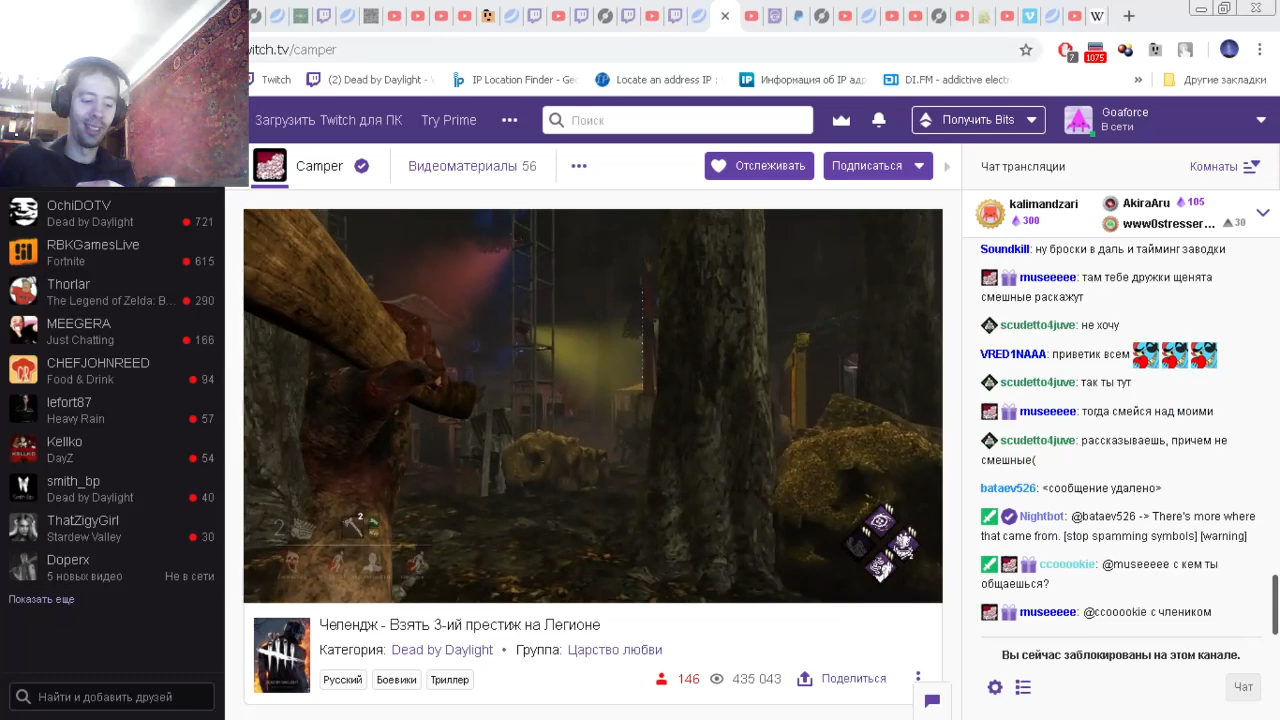 7
1075
itch.tv/camper
Twitch
(2) Dead by Daylight -
IP Location Finder - Geo
Locate an address IP :
Информация об IP адр
DI.FM - addictive electr
»
Другие закладки
Загрузить Twitch для ПК
Try Prime
Поиск
Получить Bits
Goaforce
В сети
Camper
Видеоматериалы 56
Отслеживать
Подписаться
Чат трансляции
Комнаты
OchiDOTV
Dead by Daylight 721
RBKGamesLive
Fortnite 615
Thorlar
The Legend of Zelda: B... 290
MEEGERA
Just Chatting 166
CHEFJOHNREED
Food & Drink 94
lefort87
Heavy Rain 57
Kellko
DayZ 54
smith_bp
Dead by Daylight 40
ThatZigyGirl
Stardew Valley 30
Doperx
5 новых видео Не в сети
Показать еще
Найти и добавить друзей
2
Челендж - Взять 3-ий престиж на Легионе
Категория: Dead by Daylight • Группа: Царство любви
Русский Боевики Триллер
146 435 043 Поделиться
kalimandzari
300
AkiraAru 105
www0stresser... 30
Soundkill: ну броски в даль и тайминг заводки
museeeee: там тебе дружки щенята
смешные раскажут
scudetto4juve: не хочу
VRED1NAAA: приветик всем
scudetto4juve: так ты тут
museeeee: тогда смейся над моими
scudetto4juve: рассказываешь, причем не
смешные(
bataev526: <сообщение удалено>
Nightbot: @bataev526 -> There's more where
that came from. [stop spamming symbols] [warning]
ccooookie: @museeeee с кем ты
общаешься?
museeeee: @ccooookie с члеником
Вы сейчас заблокированы на этом канале.
Чат